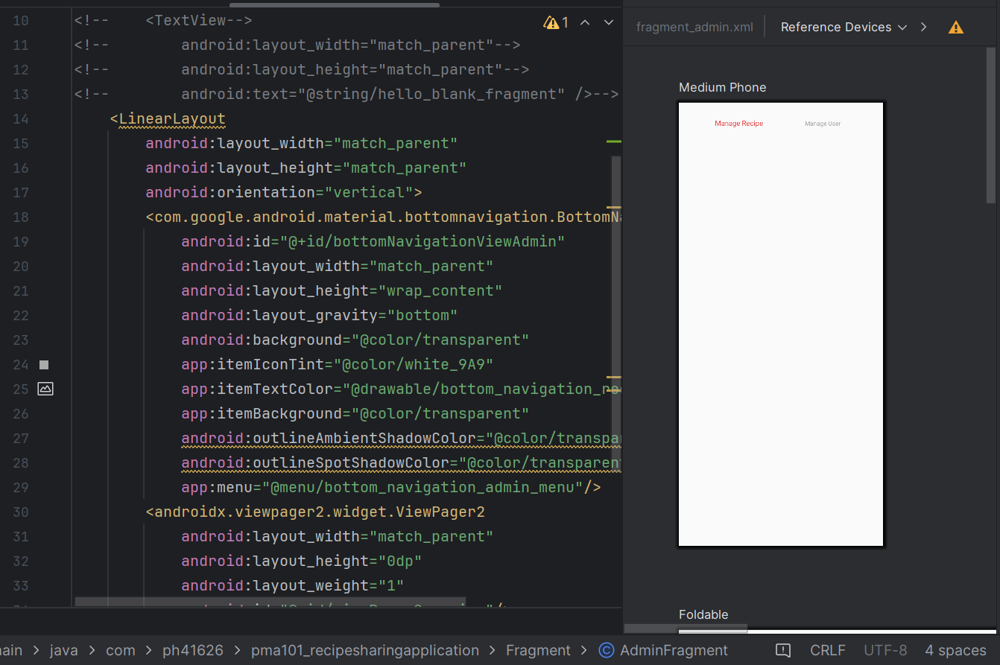 10 <!--    <TextView-->
11 <!--        android:layout_width="match_parent"-->
12 <!--        android:layout_height="match_parent"-->
13 <!--        android:text="@string/hello_blank_fragment" />-->
14     <LinearLayout
15         android:layout_width="match_parent"
16         android:layout_height="match_parent"
17         android:orientation="vertical">
18         <com.google.android.material.bottomnavigation.BottomNa
19             android:id="@+id/bottomNavigationViewAdmin"
20             android:layout_width="match_parent"
21             android:layout_height="wrap_content"
22             android:layout_gravity="bottom"
23             android:background="@color/transparent"
24             app:itemIconTint="@color/white_9A9"
25             app:itemTextColor="@drawable/bottom_navigation_rec
26             app:itemBackground="@color/transparent"
27             android:outlineAmbientShadowColor="@color/transpar
28             android:outlineSpotShadowColor="@color/transparent
29             app:menu="@menu/bottom_navigation_admin_menu"/>
30         <androidx.viewpager2.widget.ViewPager2
31             android:layout_width="match_parent"
32             android:layout_height="0dp"
33             android:layout_weight="1"
1
fragment_admin.xml Reference Devices
Medium Phone
Manage Recipe Manage User
Foldable
ain > java > com > ph41626 > pma101_recipesharingapplication > Fragment > AdminFragment CRLF UTF-8 4 spaces